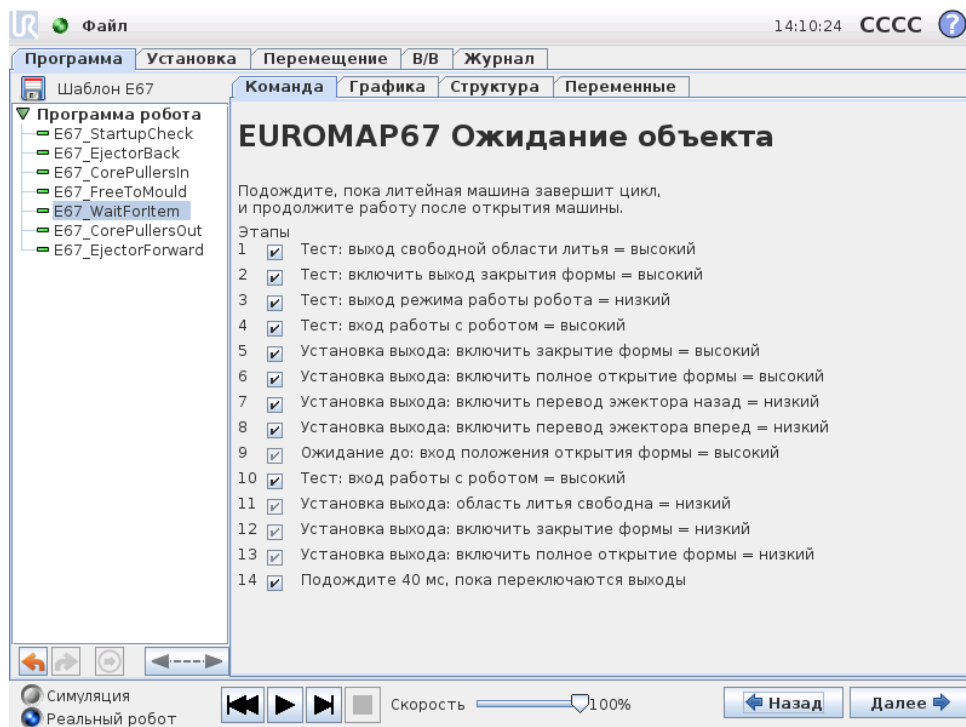 UR Файл 14:10:24 CCCC ?
Программа Установка Перемещение В/В Журнал
Шаблон E67
Команда Графика Структура Переменные
Программа робота
E67_StartupCheck
E67_EjectorBack
E67_CorePullersIn
E67_FreeToMould
E67_WaitForItem
E67_CorePullersOut
E67_EjectorForward
EUROMAP67 Ожидание объекта
Подождите, пока литейная машина завершит цикл,
и продолжите работу после открытия машины.
Этапы
1 Тест: выход свободной области литья = высокий
2 Тест: включить выход закрытия формы = высокий
3 Тест: выход режима работы робота = низкий
4 Тест: вход работы с роботом = высокий
5 Установка выхода: включить закрытие формы = высокий
6 Установка выхода: включить полное открытие формы = высокий
7 Установка выхода: включить перевод эжектора назад = низкий
8 Установка выхода: включить перевод эжектора вперед = низкий
9 Ожидание до: вход положения открытия формы = высокий
10 Тест: вход работы с роботом = высокий
11 Установка выхода: область литья свободна = низкий
12 Установка выхода: включить закрытие формы = низкий
13 Установка выхода: включить полное открытие формы = низкий
14 Подождите 40 мс, пока переключаются выходы
Симуляция
Реальный робот
Скорость 100%
Назад Далее